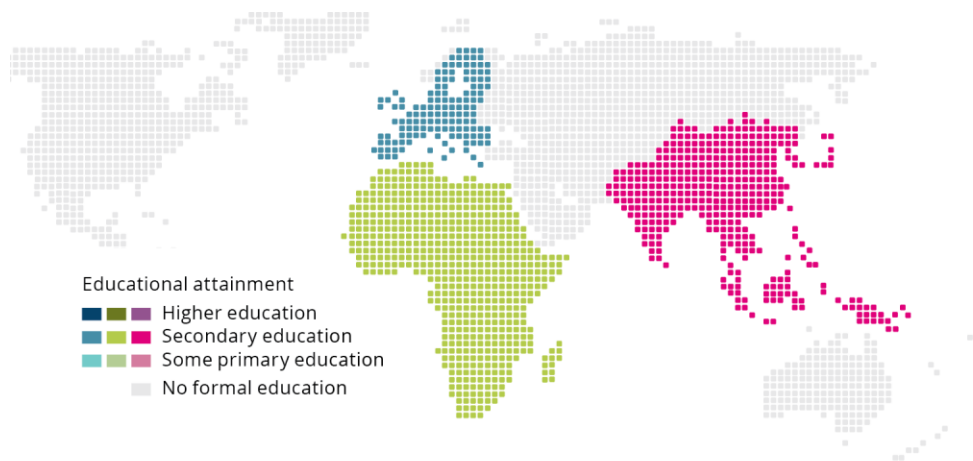 Educational attainment
Higher education
Secondary education
Some primary education
No formal education